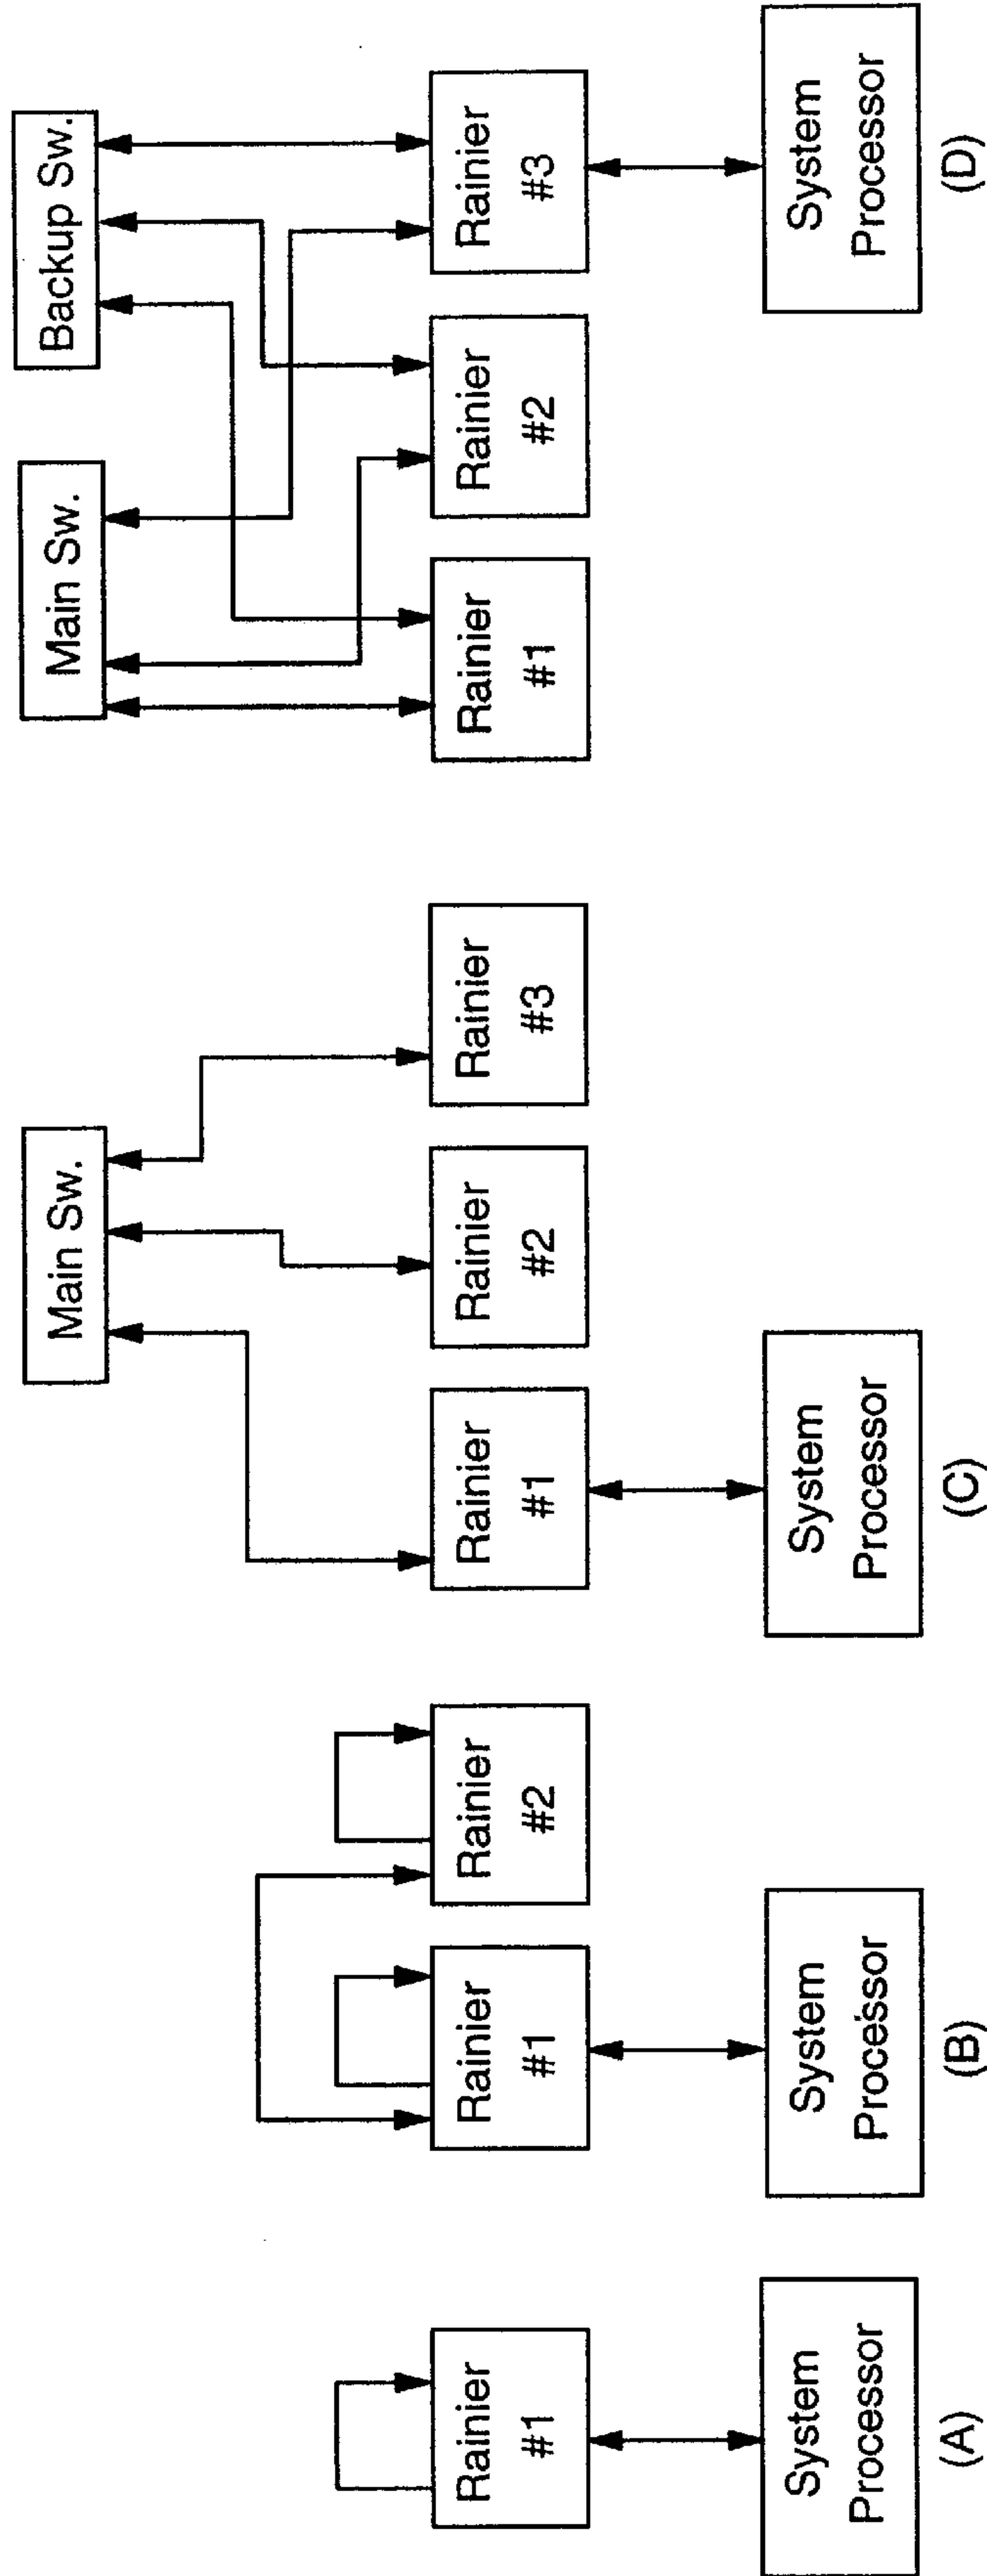 Rainier
#1
System
Processor
(A)
Rainier
#1
Rainier
#2
System
Processor
(B)
Main Sw.
Rainier
#1
Rainier
#2
Rainier
#3
System
Processor
(C)
Main Sw.
Backup Sw.
Rainier
#1
Rainier
#2
Rainier
#3
System
Processor
(D)